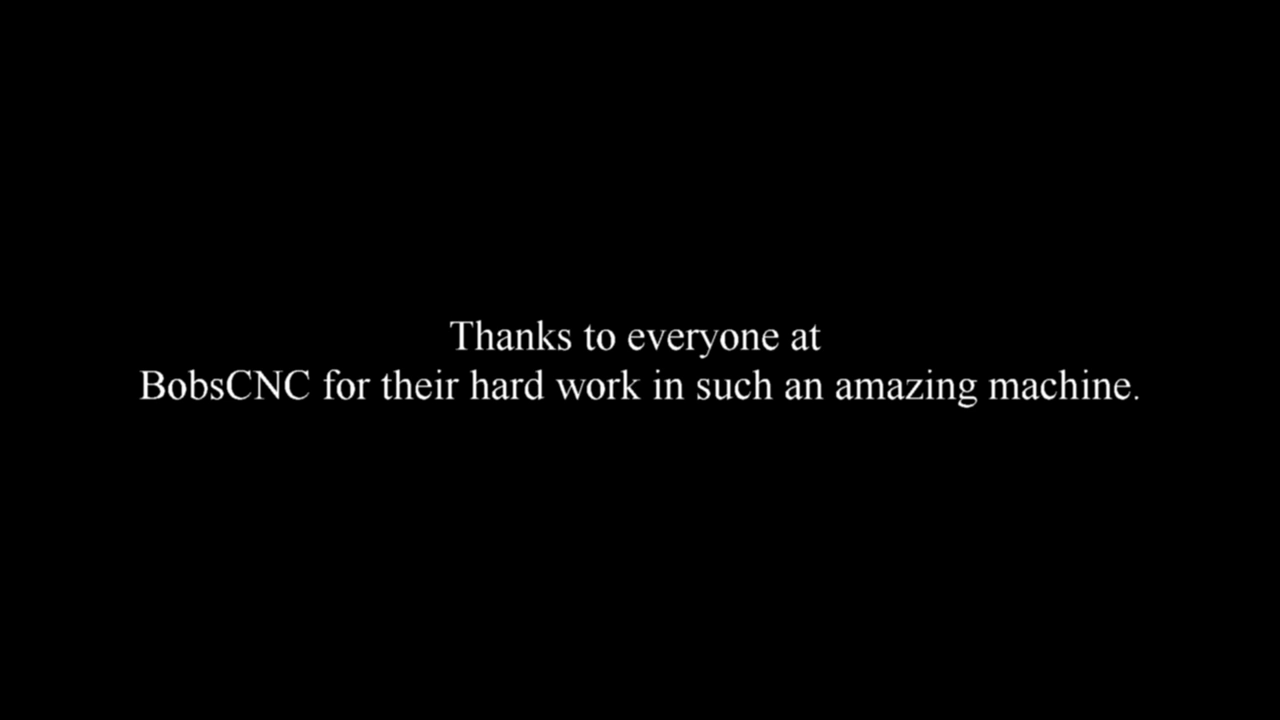 Thanks to everyone at
BobsCNC for their hard work in such an amazing machine.